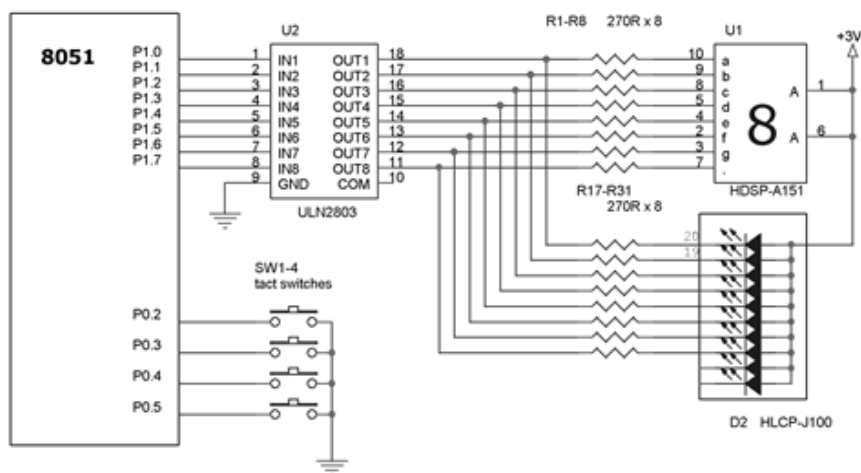 8051
P1.0
P1.1
P1.2
P1.3
P1.4
P1.5
P1.6
P1.7
P0.2
P0.3
P0.4
P0.5
U2
1 IN1 OUT1 18
2 IN2 OUT2 17
3 IN3 OUT3 16
4 IN4 OUT4 15
5 IN5 OUT5 14
6 IN6 OUT6 13
7 IN7 OUT7 12
8 IN8 OUT8 11
9 GND COM 10
ULN2803
SW1-4
tact switches
R1-R8 270R x 8
U1
+3V
10 a
9 b
8 c A 1
5 d
4 e
2 f A 6
3 g
7 .
8
HDSP-A151
R17-R31
270R x 8
20
19
D2 HLCP-J100